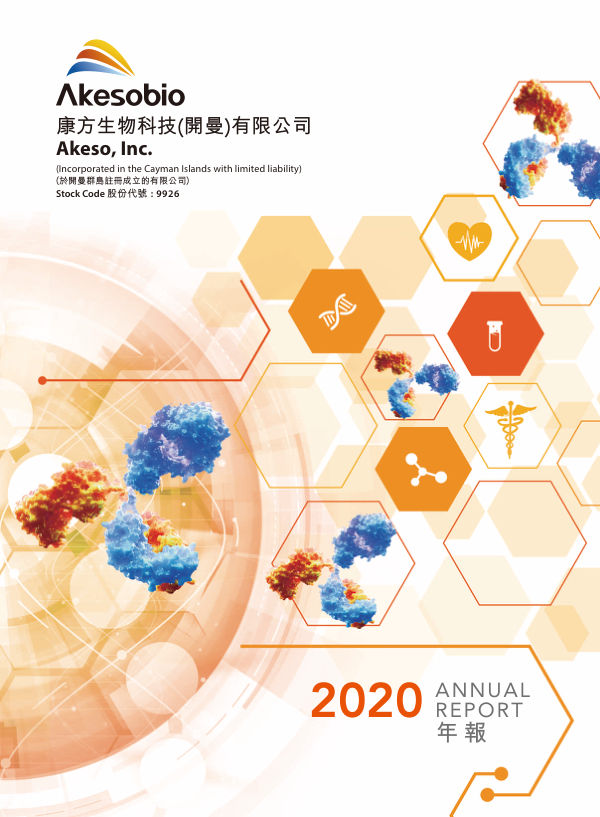 Akesobio
康方生物科技(開曼)有限公司
Akeso, Inc.
(Incorporated in the Cayman Islands with limited liability)
(於開曼群島註冊成立的有限公司)
Stock Code 股份代號 : 9926
2020 ANNUAL
REPORT
年報